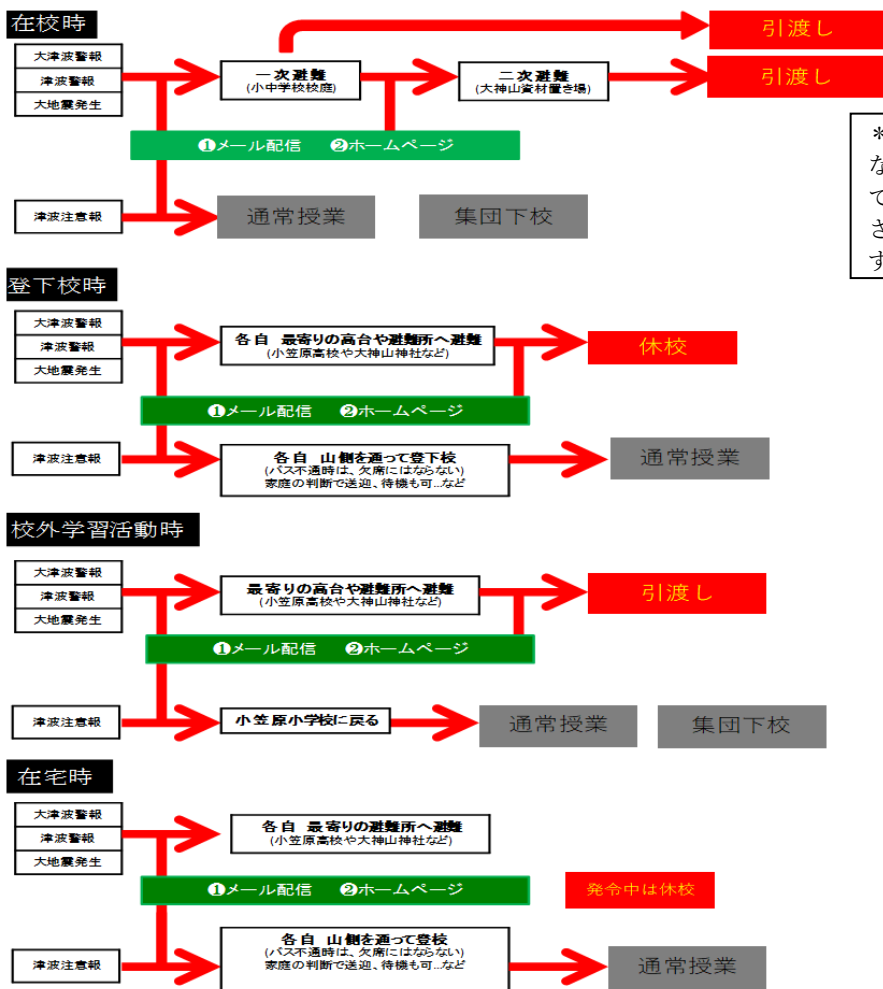 在校時
引渡し
大津波警報
津波警報
大地震発生
一次避難
(小中学校校庭)
二次避難
(大神山資材置き場)
引渡し
❶メール配信 ❷ホームページ
津波注意報
通常授業
集団下校
＊
な
て
さ
す
登下校時
大津波警報
津波警報
大地震発生
各自 最寄りの高台や避難所へ避難
(小笠原高校や大神山神社など)
休校
❶メール配信 ❷ホームページ
津波注意報
各自 山側を通って登下校
(バス不通時は、欠席にはならない)
家庭の判断で送迎、待機も可...など
通常授業
校外学習活動時
大津波警報
津波警報
大地震発生
最寄りの高台や避難所へ避難
(小笠原高校や大神山神社など)
引渡し
❶メール配信 ❷ホームページ
津波注意報
小笠原小学校に戻る
通常授業
集団下校
在宅時
大津波警報
津波警報
大地震発生
各自 最寄りの避難所へ避難
(小笠原高校や大神山神社など)
❶メール配信 ❷ホームページ
発令中は休校
津波注意報
各自 山側を通って登校
(バス不通時は、欠席にはならない)
家庭の判断で送迎、待機も可...など
通常授業